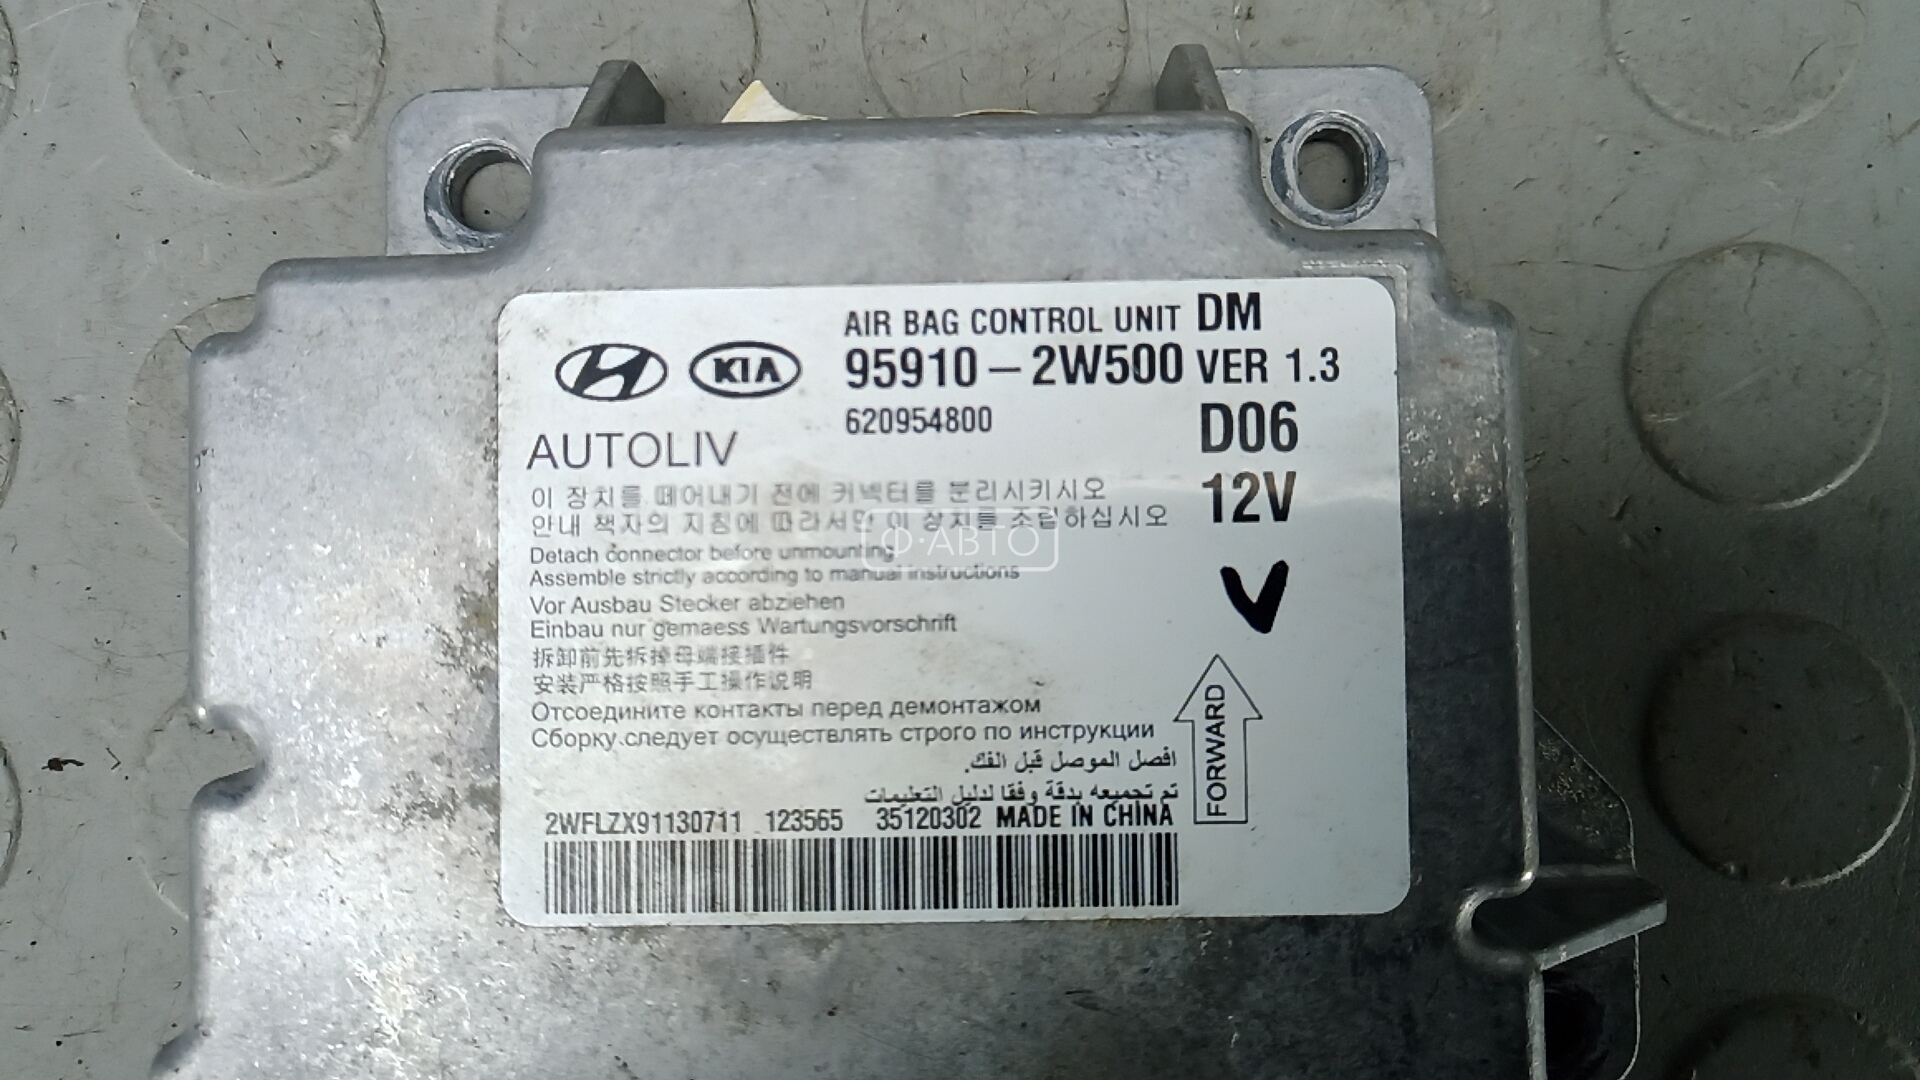 AIR BAG CONTROL UNIT DM
KIA
95910-2W500 VER 1.3
620954800
D06
AUTOLIV
12V
이 장치를 떼어내기 전에 커넥터를 분리시키시오
안내 책자의 지침에 따라서만 이 장치를 조립하십시오
Ф·АВТО
Detach connector before unmounting
Assemble strictly according to manual instructions
Vor Ausbau Stecker abziehen
Einbau nur gemaess Wartungsvorschrift
拆卸前先拆掉母端接插件
安装严格按照手工操作说明
Отсоедините контакты перед демонтажом
Сборку следует осуществлять строго по инструкции
افصل الموصل قبل الفك.
تم تجميعه بدقة وفقا لدليل التعليمات
FORWARD
2WFLZX91130711 123565 35120302 MADE IN CHINA